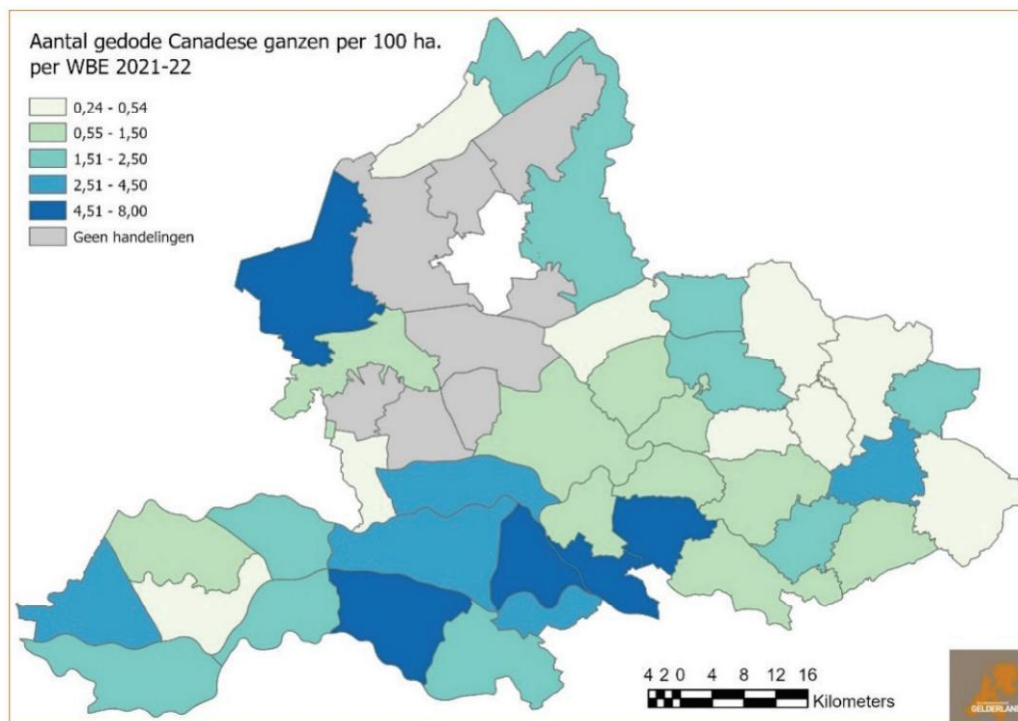 Aantal gedode Canadese ganzen per 100 ha.
per WBE 2021-22
0,24 - 0,54
0,55 - 1,50
1,51 - 2,50
2,51 - 4,50
4,51 - 8,00
Geen handelingen
4 2 0 4 8 12 16
Kilometers
GELDERLAND